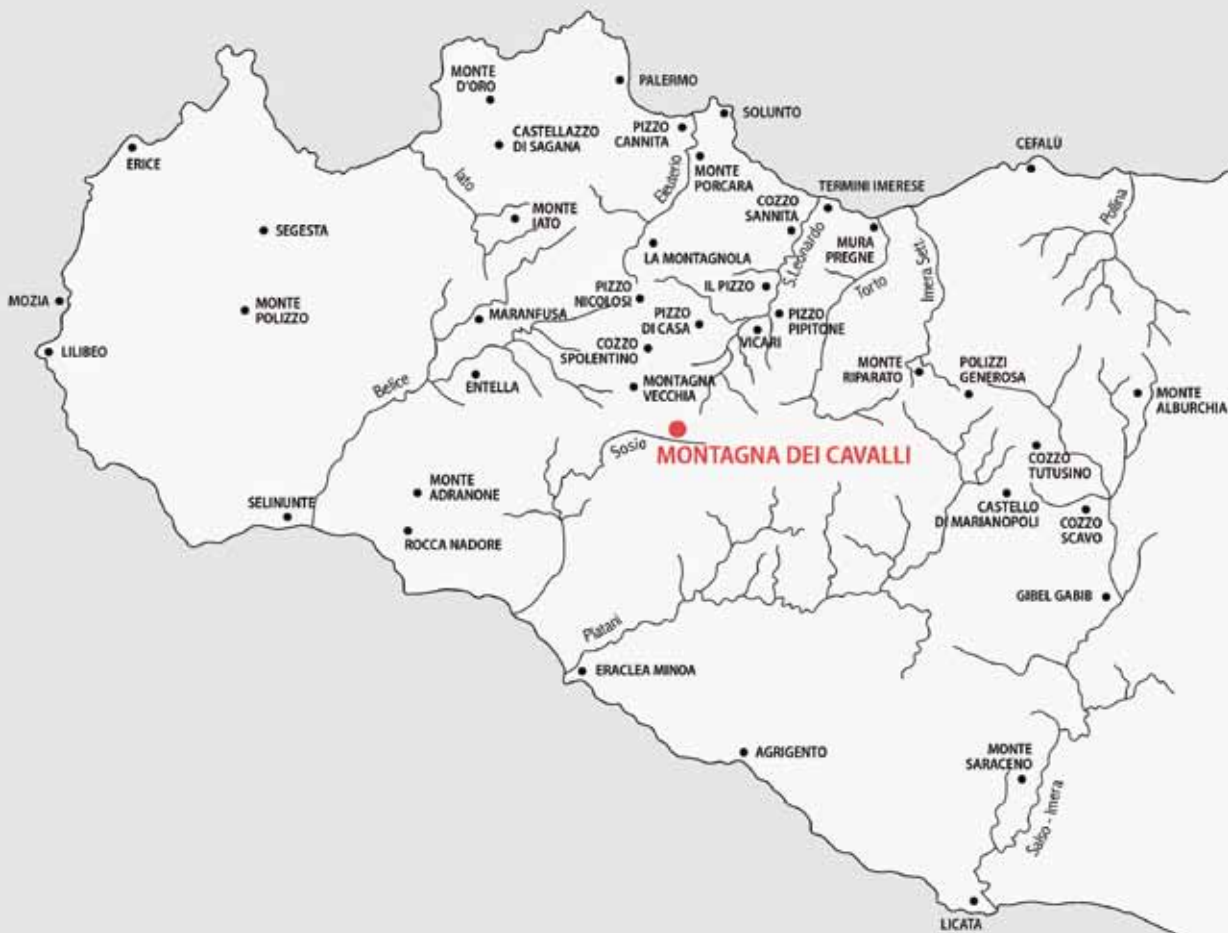 MONTE
D'ORO
PALERMO
SOLUNTO
CASTELLAZZO
DI SAGANA
PIZZO
CANNITA
ERICE
Iato
Eleuterio
MONTE
PORCARA
CEFALÙ
TERMINI IMERESE
MONTE
IATO
COZZO
SANNITA
S.Leonardo
Pollina
SEGESTA
MURA
PREGNE
Imera Sett.
LA MONTAGNOLA
MOZIA
MONTE
POLIZZO
PIZZO
NICOLOSI
IL PIZZO
Torto
MARANFUSA
PIZZO
DI CASA
PIZZO
PIPITONE
VICARI
LILIBEO
COZZO
SPOLENTINO
MONTE
RIPARATO
POLIZZI
GENEROSA
Belice
ENTELLA
MONTAGNA
VECCHIA
MONTE
ALBURCHIA
Sosio
MONTAGNA DEI CAVALLI
COZZO
TUTUSINO
MONTE
ADRANONE
SELINUNTE
CASTELLO
DI MARIANOPOLI
COZZO
SCAVO
ROCCA NADORE
GIBEL GABIB
Platani
ERACLEA MINOA
AGRIGENTO
MONTE
SARACENO
Salso - Imera
LICATA